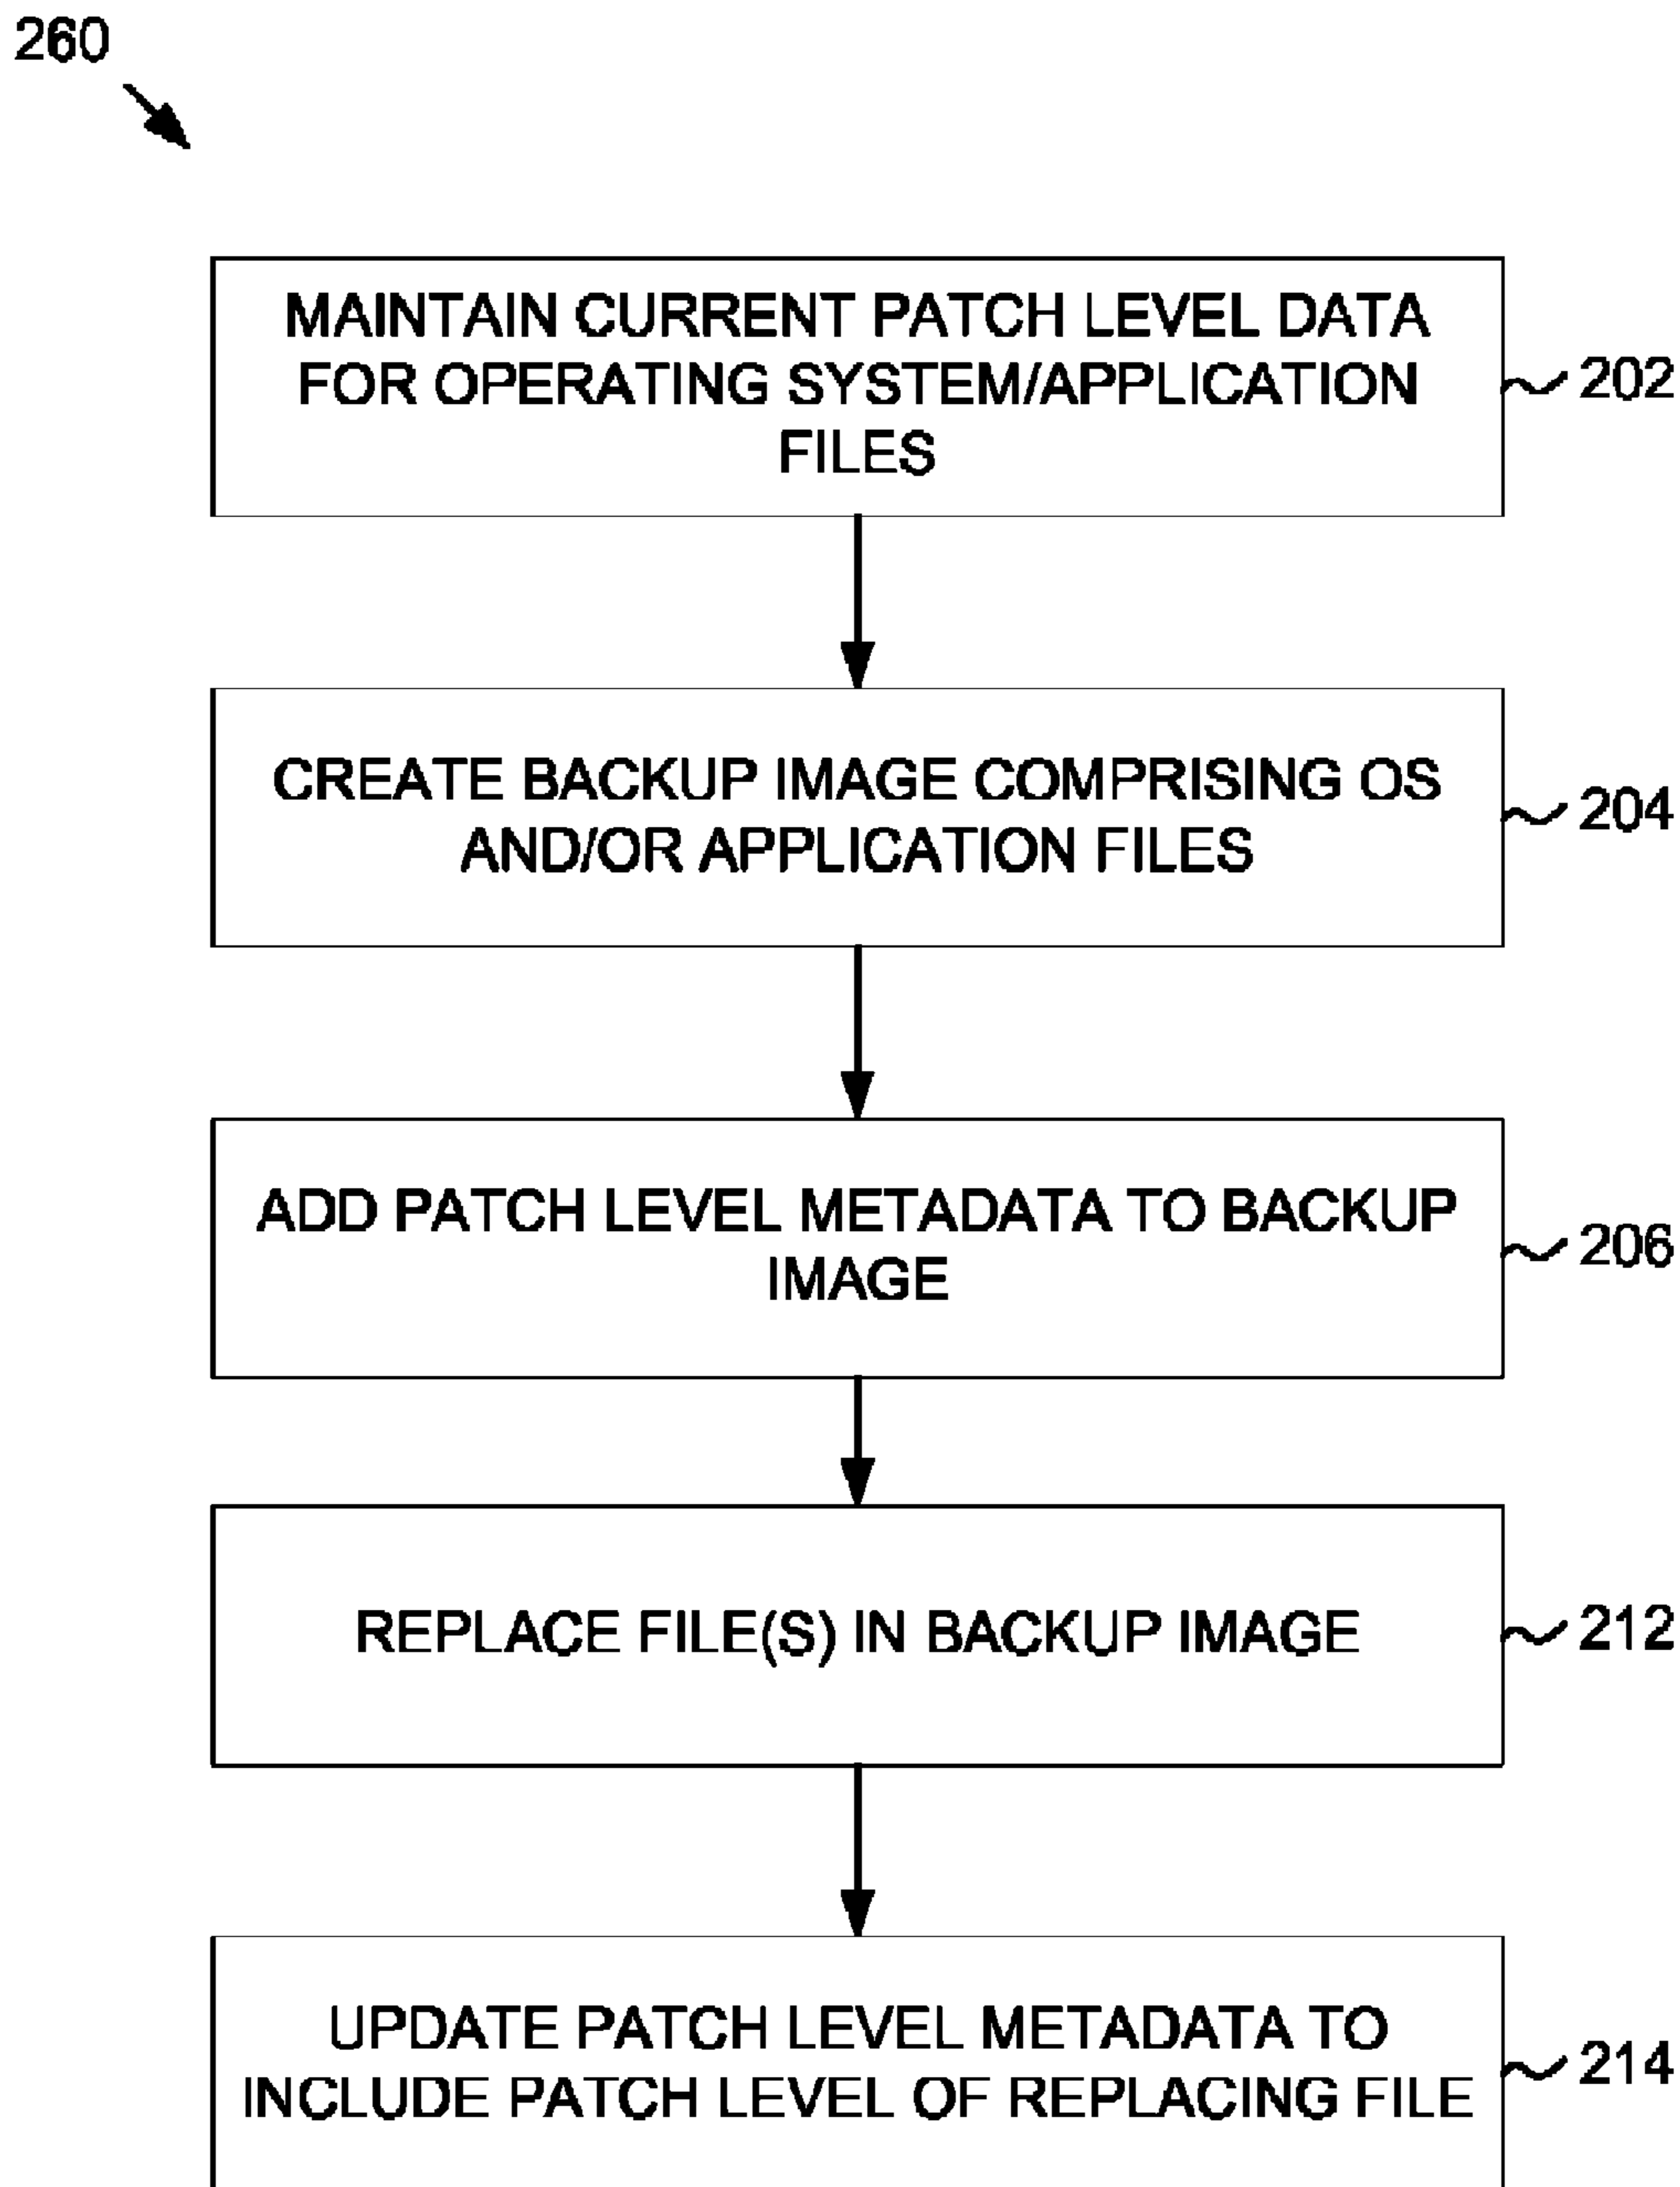 260
MAINTAIN CURRENT PATCH LEVEL DATA
FOR OPERATING SYSTEM/APPLICATION
FILES
202
CREATE BACKUP IMAGE COMPRISING OS
AND/OR APPLICATION FILES
204
ADD PATCH LEVEL METADATA TO BACKUP
IMAGE
206
REPLACE FILE(S) IN BACKUP IMAGE
212
UPDATE PATCH LEVEL METADATA TO
INCLUDE PATCH LEVEL OF REPLACING FILE
214